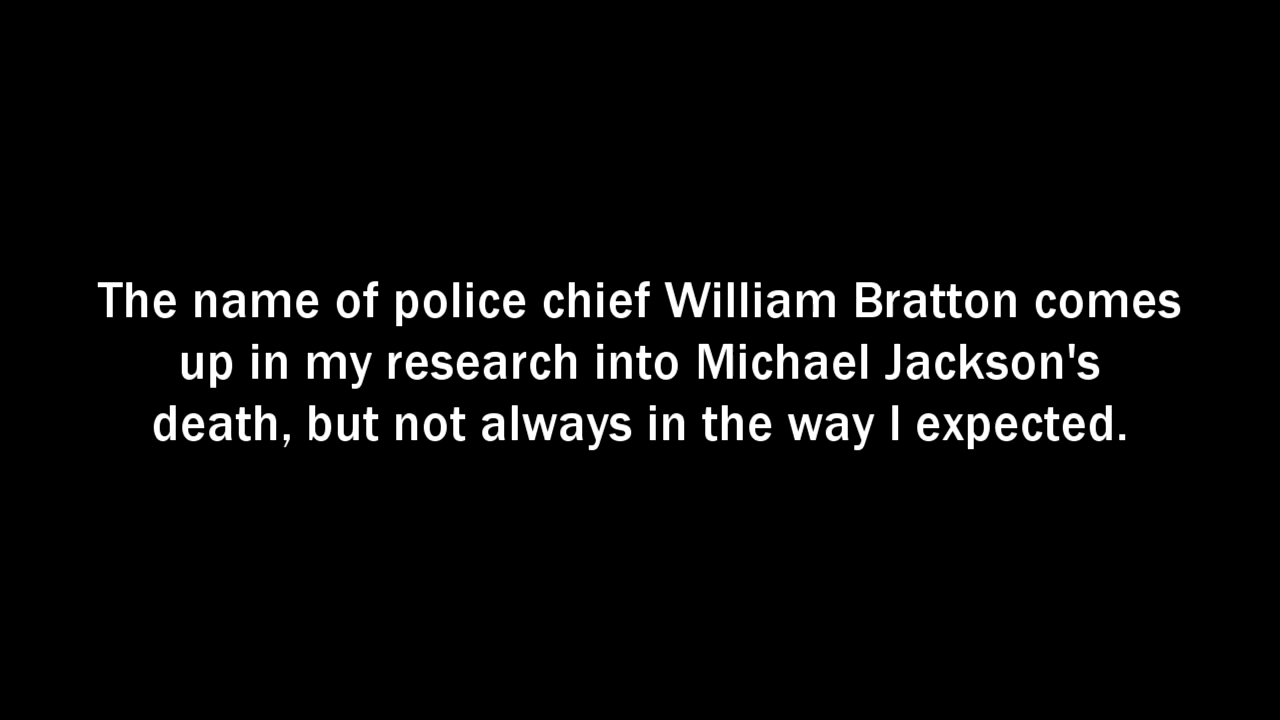 The name of police chief William Bratton comes
up in my research into Michael Jackson's
death, but not always in the way I expected.